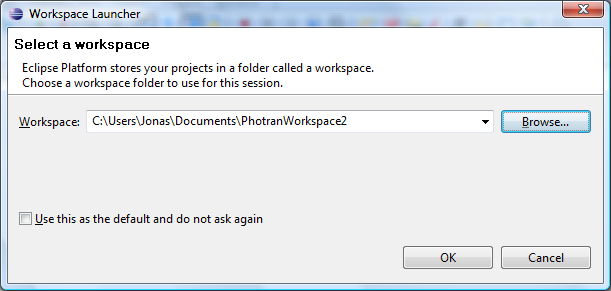 Workspace Launcher
Select a workspace
Eclipse Platform stores your projects in a folder called a workspace.
Choose a workspace folder to use for this session.
Workspace: C:\Users\Jonas\Documents\PhotranWorkspace2 Browse...
Use this as the default and do not ask again
OK Cancel